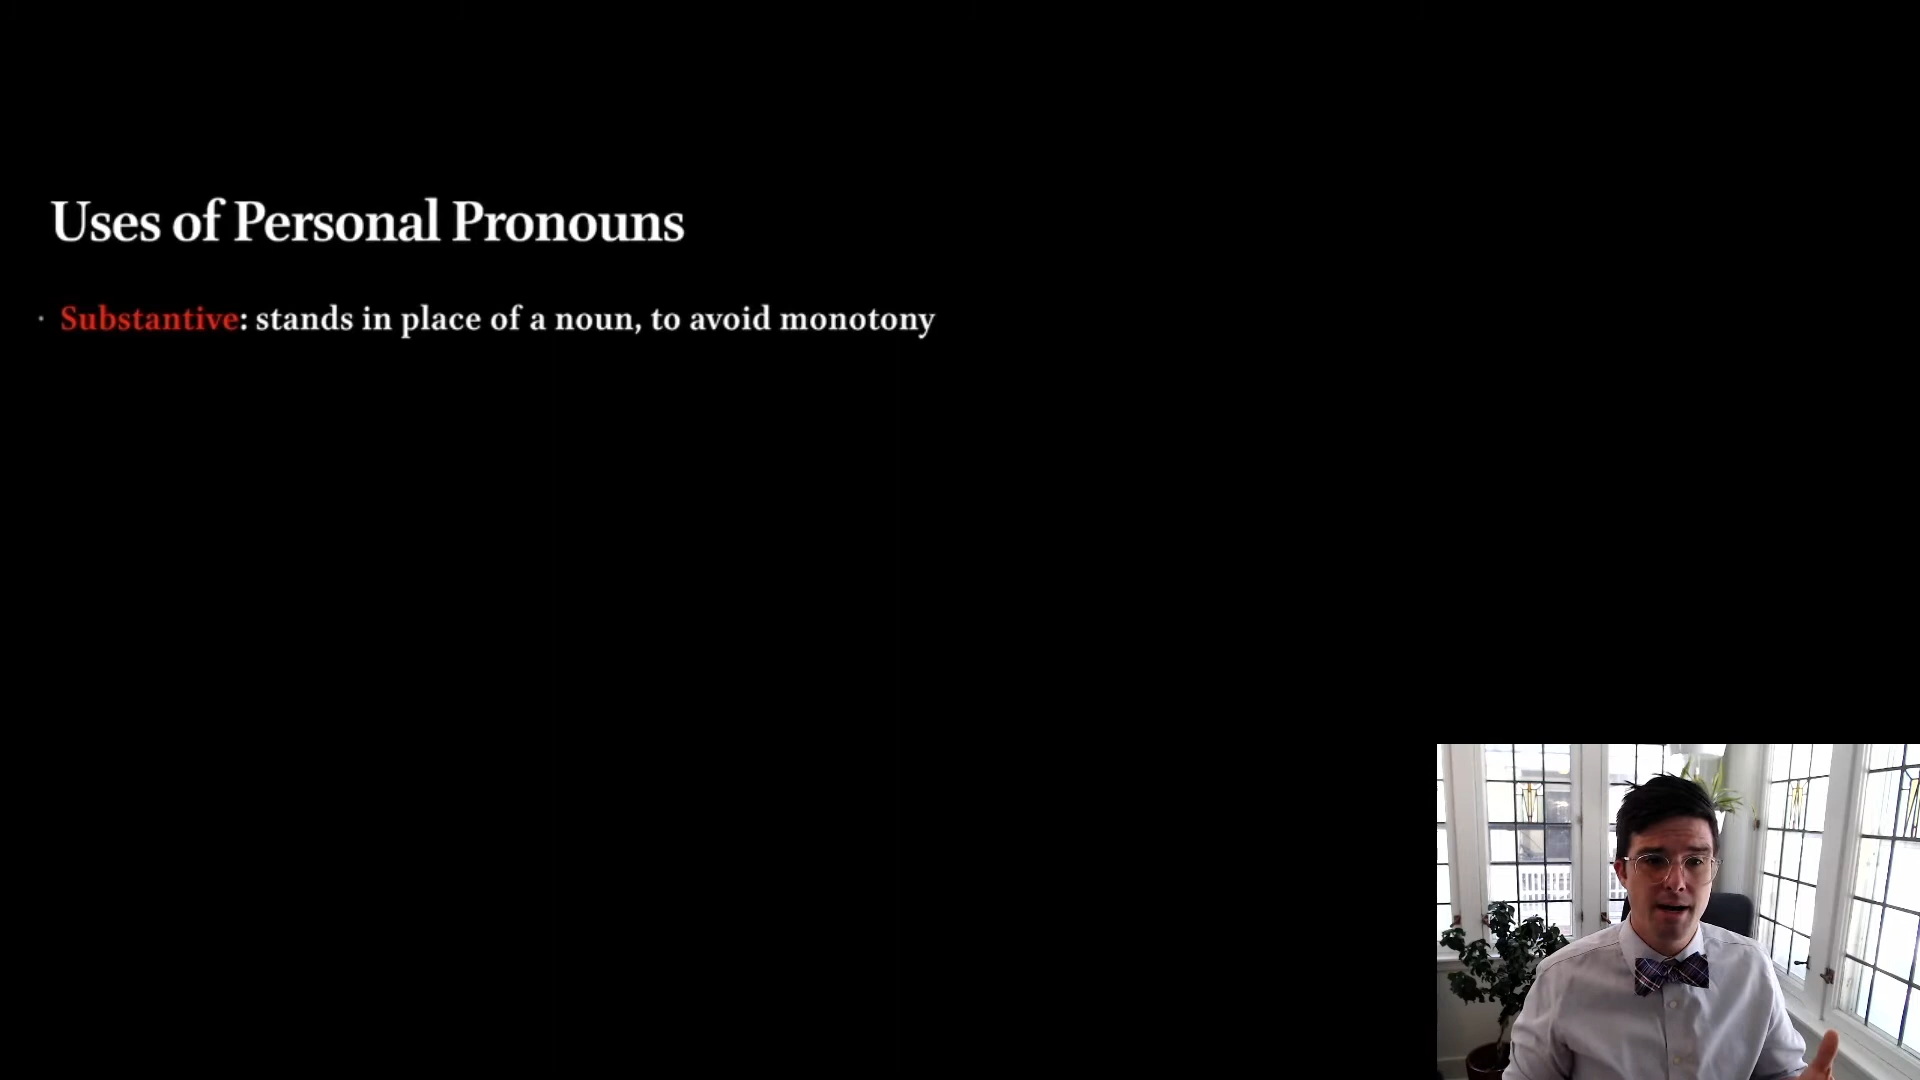 Uses of Personal Pronouns
· Substantive: stands in place of a noun, to avoid monotony